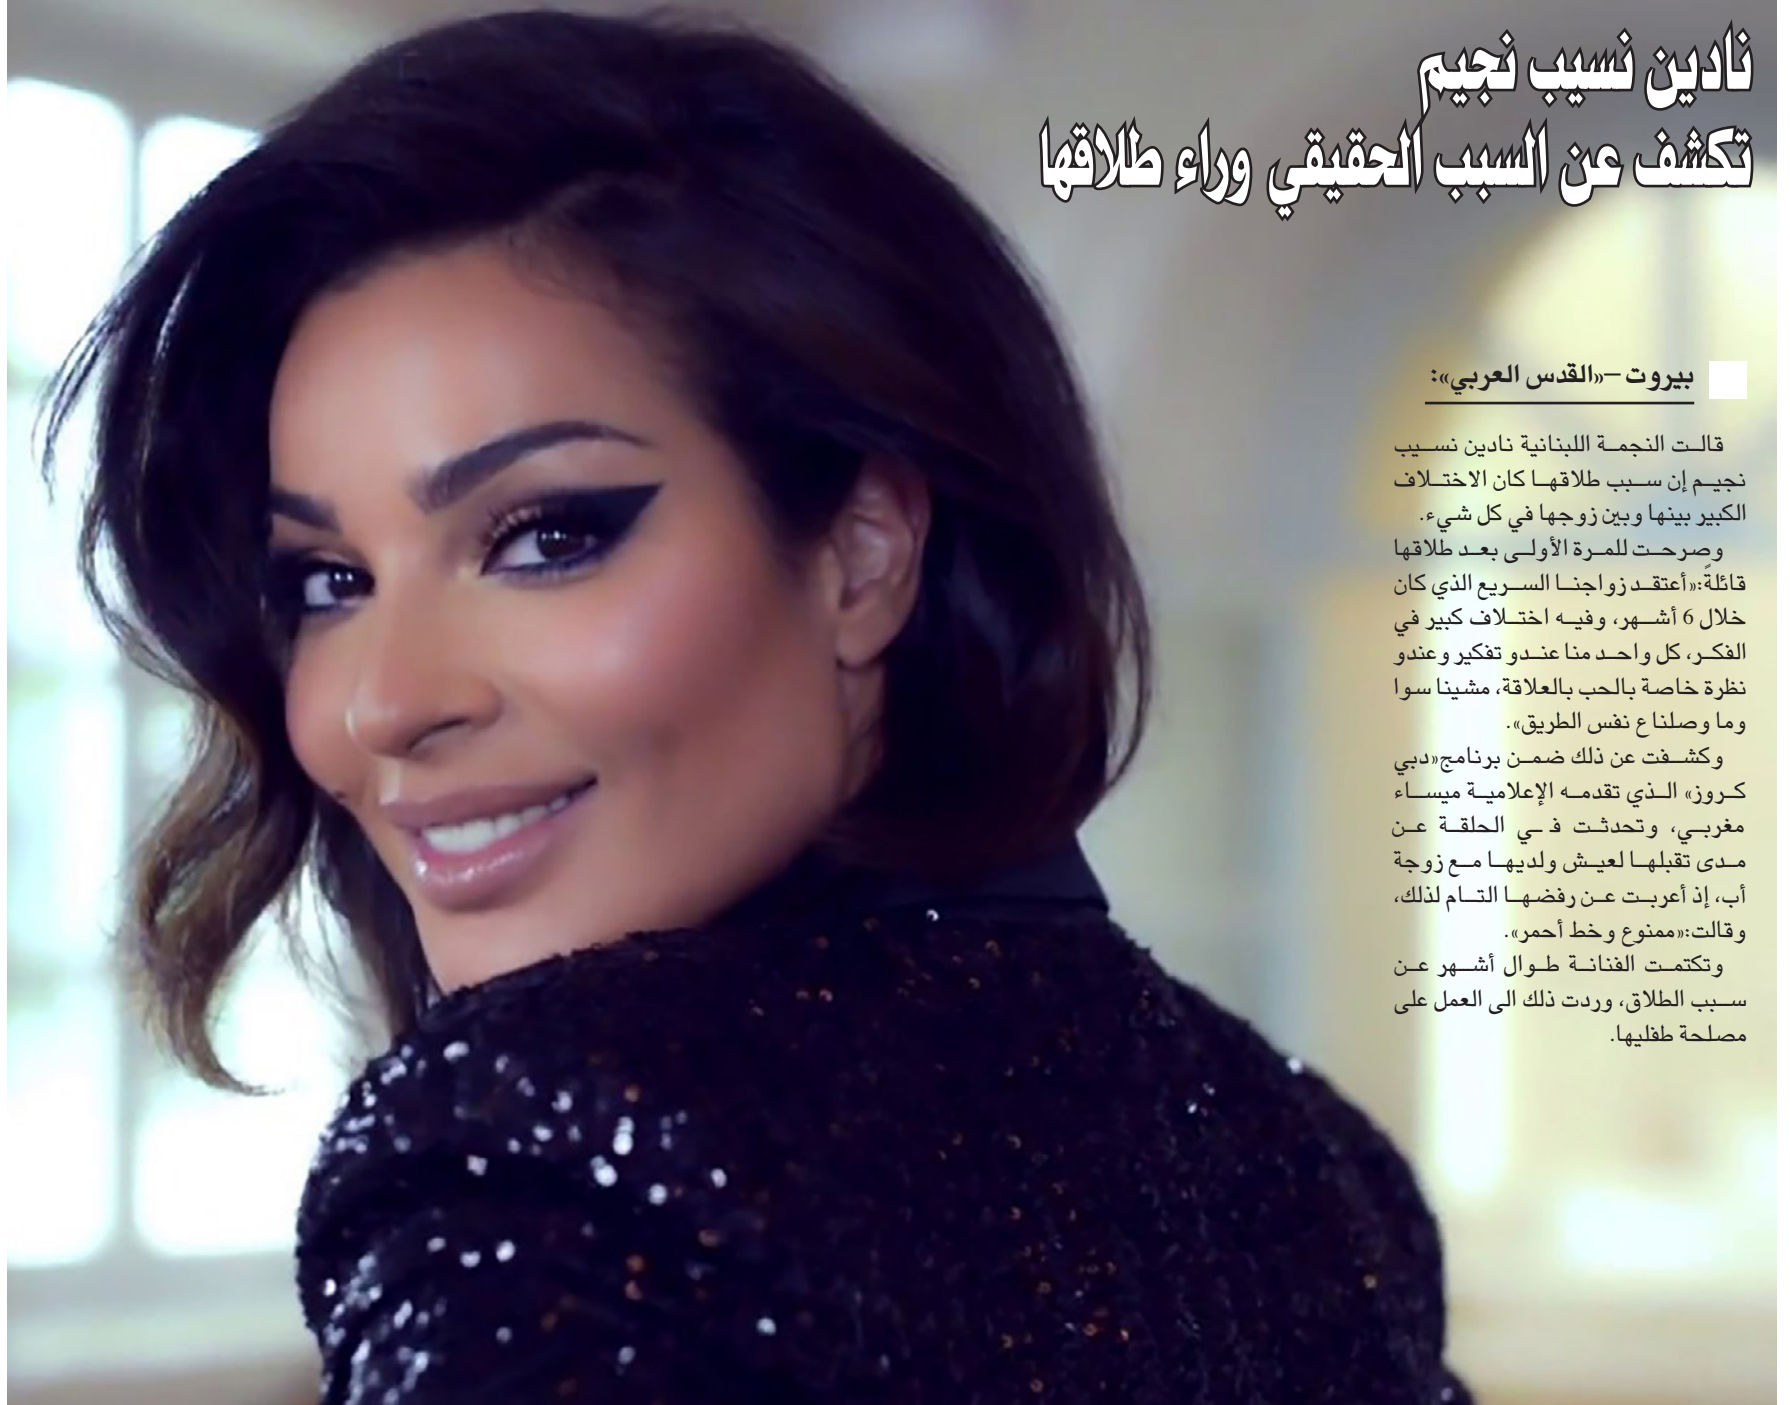 نادين نسيب نجيم
تكشف عن السبب الحقيقي وراء طلاقها
بيروت –«القدس العربي»:
قالت النجمة اللبنانية نادين نسيب
نجيم إن سبب طلاقها كان الاختلاف
الكبير بينها وبين زوجها في كل شيء.
وصرحت للمرة الأولى بعد طلاقها
قائلةً:«أعتقد زواجنا السريع الذي كان
خلال 6 أشهر، وفيه اختلاف كبير في
الفكر، كل واحد منا عندو تفكير وعندو
نظرة خاصة بالحب بالعلاقة، مشينا سوا
وما وصلنا ع نفس الطريق».
وكشفت عن ذلك ضمن برنامج«دبي
كروز» الذي تقدمه الإعلامية ميساء
مغربي، وتحدثت في الحلقة عن
مدى تقبلها لعيش ولديها مع زوجة
أب، إذ أعربت عن رفضها التام لذلك،
وقالت:«ممنوع وخط أحمر».
وتكتمت الفنانة طوال أشهر عن
سبب الطلاق، وردت ذلك الى العمل على
مصلحة طفليها.